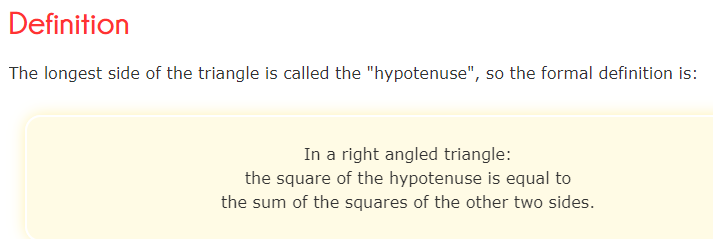 Definition
The longest side of the triangle is called the "hypotenuse", so the formal definition is:
In a right angled triangle:
the square of the hypotenuse is equal to
the sum of the squares of the other two sides.